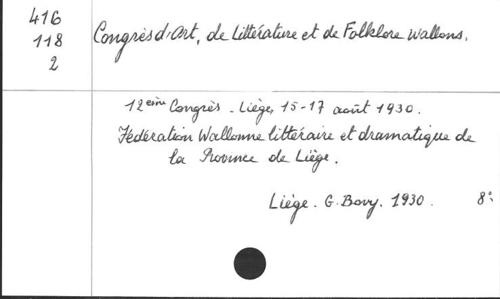 416
118
2
Congrès d'Art, de Littérature et de Folklore wallons.
12eme Congrès - Liège, 15-17 août 1930.
Fédération Wallonne littéraire et dramatique de
la Province de Liège.
Liège. G. Bovy. 1930. 8°